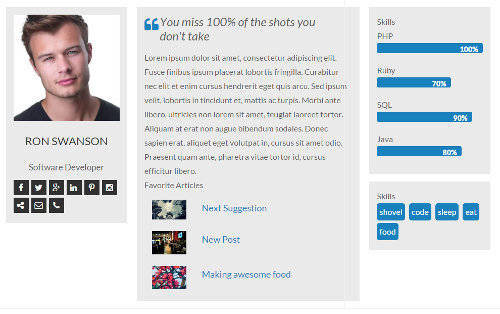 RON SWANSON
Software Developer
You miss 100% of the shots you
don't take
Lorem ipsum dolor sit amet, consectetur adipiscing elit.
Fusce finibus ipsum placerat lobortis fringilla. Curabitur
nec elit et enim cursus hendrerit eget quis arcu. Sed ipsum
velit, lobortis in tincidunt et, mattis ac turpis. Morbi ante
libero, ultricies non lorem sit amet, feugiat laoreet tortor.
Aliquam at erat non augue bibendum sodales. Donec
sapien erat, aliquet eget volutpat in, cursus sit amet odio.
Praesent quam ante, pharetra vitae tortor id, cursus
efficitur libero.
Favorite Articles
Next Suggestion
New Post
Making awesome food
Skills
PHP
100%
Ruby
70%
SQL
90%
Java
80%
Skills
shovel code sleep eat
food